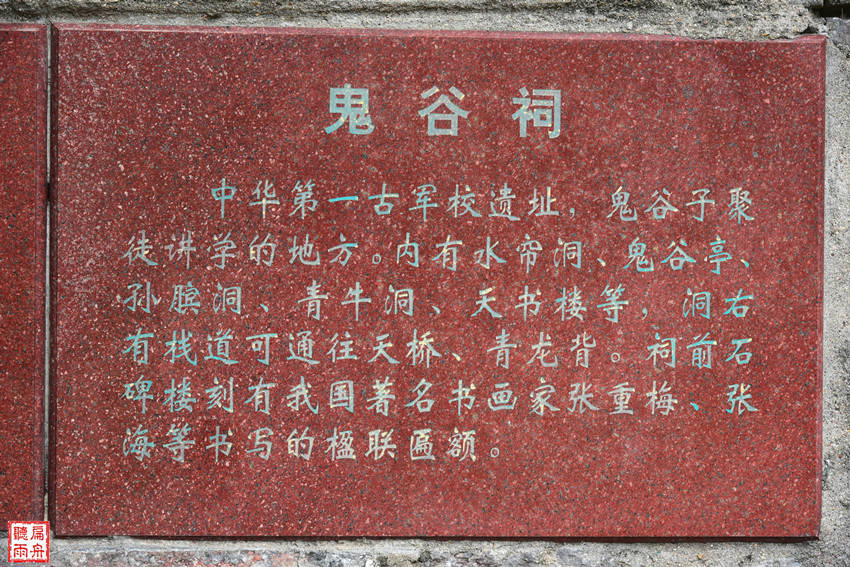 鬼谷祠
中华第一古军校遗址，鬼谷子聚
徒讲学的地方。内有水帘洞、鬼谷亭、
孙膑洞、青牛洞、天书楼等，洞右
有栈道可通往天桥、青龙背。祠前石
碑楼刻有我国著名书画家张重梅、张
海等书写的楹联匾额。
扁舟
聽雨